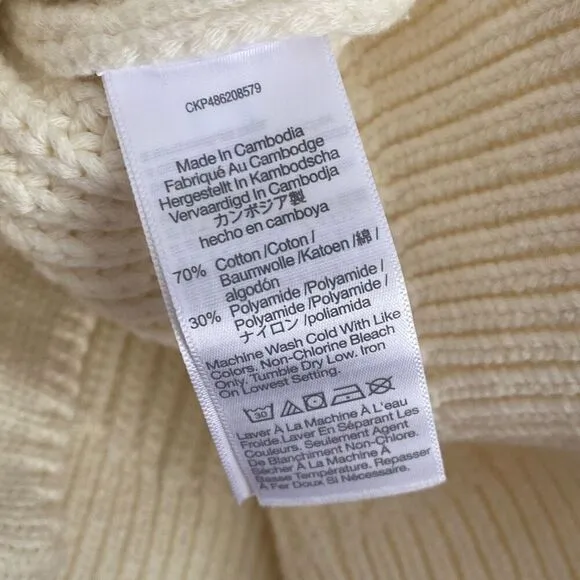 CKP486208579
Made In Cambodia
Fabriqué Au Cambodge
Hergestellt In Kambodscha
Vervaardigd In Cambodja
カンボジア製
hecho en camboya
70% Cotton /Coton /
Baumwolle /Katoen /綿 /
algodón
30% Polyamide /Polyamide /
Polyamide /Polyamide /
ナイロン /poliamida
Machine Wash Cold With Like
Colors. Non-Chlorine Bleach
Only. Tumble Dry Low. Iron
On Lowest Setting.
30
Laver À La Machine À L'eau
Froide.Laver En Séparant Les
Couleurs. Seulement Agent
De Blanchiment Non-Chlore.
Sécher À La Machine À
Basse Température. Repasser
À Fer Doux Si Nécessaire.